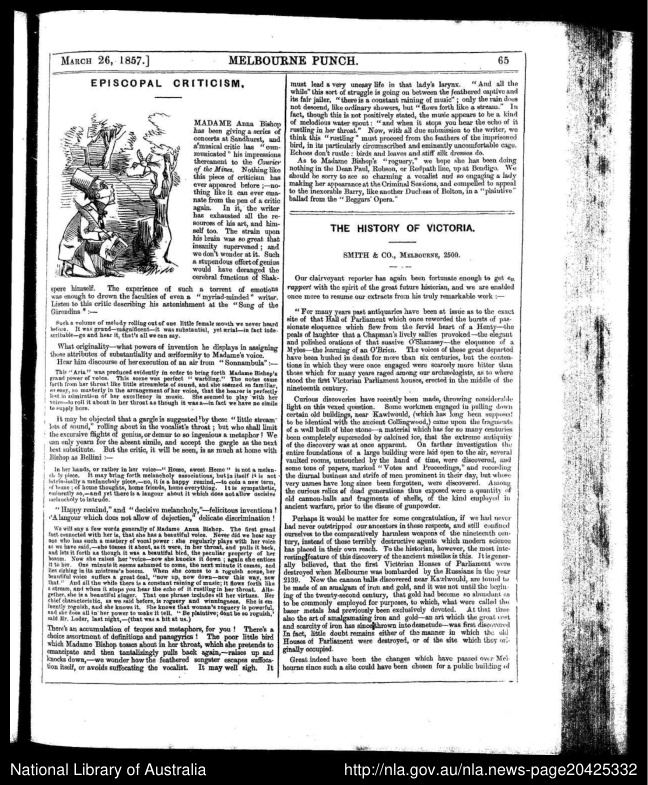 MARCH 26, 1857.] MELBOURNE PUNCH. 65
EPISCOPAL CRITICISM.
MADAME Anna Bishop
has been giving a series of
concerts at Sandhurst, and
a musical critic has "com-
municated" his impressions
thereanent to the Courier
of the Mines. Nothing like
this piece of criticism has
ever appeared before ;—no-
thing like it can ever ema-
nate from the pen of a critic
again. In it, the writer
has exhausted all the re-
sources of his art, and him-
self too. The strain upon
his brain was so great that
insanity supervened ; and
we don't wonder at it. Such
a stupendous effort of genius
would have deranged the
cerebral functions of Shak-
spere himself. The experience of such a torrent of emotions
was enough to drown the faculties even of a "myriad-minded" writer.
Listen to this critic describing his astonishment at the "Song of the
Girondins" :—
Such a volume of melody rolling out of one little female mouth we never heard
before. It was grand—magnificent—it was substantial, yet aerial—in fact inde-
scribable—go and hear it, that's all we can say.
What originality—what powers of invention he displays in assigning
those attributes of substantiality and aeriformity to Madame's voice.
Hear him discourse of her execution of an air from "Sonnambula" :—
This "Aria" was produced evidently in order to bring forth Madame Bishop's
grand power of voice. This scene was perfect "warbling." The notes came
forth from her throat like little streamlets of sound, and she seemed so familiar,
so easy, so masterly in the arrangement of her voice, that the hearer is perfectly
lost in admiration of her excellency in music. She seemed to play with her
voice—to roll it about in her throat as though it was a—in fact we have no simile
to supply here.
It may be objected that a gargle is suggested by these "little stream-
lets of sound," rolling about in the vocalist's throat ; but who shall limit
the excursive flights of genius, or demur to so ingenious a metaphor ? We
can only yearn for the absent simile, and accept the gargle as the next
best substitute. But the critic, it will be seen, is as much at home with
Bishop as Bellini :—
In her hands, or rather in her voice—"Home, sweet Home" is not a melan-
choly piece. It may bring forth melancholy associations, but in itself it is not
intrinsically a melancholy piece,—no, it is a happy remind,—to coin a new term,
of home ; of home thoughts, home friends, home everything. It is sympathetic,
eminently so,—and yet there is a langour about it which does not allow decisive
melancholy to intrude.
"Happy remind," and "decisive melancholy,"—felicitous inventions !
"A langour which does not allow of dejection," delicate discrimination !
We will say a few words generally of Madame Anna Bishop. The first grand
fact connected with her is, that she has a beautiful voice. Never did we hear say
one who has such a mastery of vocal power : she regularly plays with her voice
as we have said,—she tosses it about, as it were, in her throat, and pulls it back,
and lets it forth as though it was a beautiful bird, the peculiar property of her
bosom. Now she raises her voice—now she knocks it down ; again she entices
it to her. One minute it seems ashamed to come, the next minute it comes, and
lies sighing in its mistress's bosom. When she comes to a roguish scene, her
beautiful voice suffers a great deal, "now up, now down—now this way, now
that." And all the while there is a constant raining of music ; it flows forth like
a stream, and when it stops you hear the echo of it rustling in her throat. Alto-
gether, she is a beautiful singer. That one phrase includes all her virtues. Her
chief characteristic, as we said before, is roguery and winningness. She is em-
inently roguish, and she knows it. She knows that woman's roguery is powerful,
and she does all in her power to make it tell. "Be plaintive; dont be so roguish,"
said Mr. Loder, last night,—(that was a hit at us.)
There's an accumulation of tropes and metaphors, for you ! There's a
choice assortment of definitions and panagyrics ! The poor little bird
which Madame Bishop tosses about in her throat, which she pretends to
emancipate and then tantalizingly pulls back again,—raises up and
knocks down,—we wonder how the feathered songster escapes suffoca-
tion itself, or avoids suffocating the vocalist. It may well sigh. It
must lead a very uneasy life in that lady's larynx. "And all the
while" this sort of struggle is going on between the feathered captive and
its fair jailer, "there is a constant raining of music" ; only the rain does
not descend, like ordinary showers, but "flows forth like a stream." In
fact, though this is not positively stated, the music appears to be a kind
of melodious water spout : "and when it stops you hear the echo of it
rustling in her throat." Now, with all due submission to the writer, we
think this "rustling" must proceed from the feathers of the imprisoned
bird, in its particularly circumscribed and eminently uncomfortable cage.
Echoes don't rustle : birds and leaves and stiff silk dresses do.
As to Madame Bishop's "roguery," we hope she has been doing
nothing in the Dean Paul, Robson, or Redpath line, up at Bendigo. We
should be sorry to see so charming a vocalist and so engaging a lady
making her appearance at the Criminal Sessions, and compelled to appeal
to the inexorable Barry, like another Duchess of Bolton, in a "plaintive"
ballad from the "Beggars' Opera."
THE HISTORY OF VICTORIA.
SMITH & CO., MELBOURNE, 2500.
Our clairvoyant reporter has again been fortunate enough to get en
rapport with the spirit of the great future historian, and we are enabled
once more to resume our extracts from his truly remarkable work :—
"For many years past antiquaries have been at issue as to the exact
site of that Hall of Parliament which once rewarded the bursts of pas-
sionate eloquence which flew from the fervid heart of a Henty—the
peals of laughter that a Chapman's lively sallies provoked—the elegant
and polished orations of that suasive O'Shanassy—the eloquence of a
Myles—the learning of an O'Brien. The voices of these great departed
have been hushed in death for more than six centuries, but the conten-
tions in which they were once engaged were scarcely more bitter than
those which for many years raged among our archæologists, as to where
stood the first Victorian Parliament houses, erected in the middle of the
nineteenth century.
Curious discoveries have recently been made, throwing considerable
light on this vexed question. Some workmen engaged in pulling down
certain old buildings, near Kawlwould, (which has long been supposed
to be identical with the ancient Collingwood,) came upon the fragments
of a wall built of blue stone—a material which has for so many centuries
been completely superseded by calcined ice, that the extreme antiquity
of the discovery was at once apparent. On farther investigation the
entire foundations of a large building were laid open to the air, several
vaulted rooms, untouched by the hand of time, were discovered, and
some tons of papers, marked "Votes and Proceedings," and recording
the diurnal business and strife of men prominent in their day, but whose
very names have long since been forgotten, were discovered. Among
the curious relics of dead generations thus exposed were a quantity of
old cannon-balls and fragments of shells, of the kind employed in
ancient warfare, prior to the disuse of gunpowder.
Perhaps it would be matter for some congratulation, if we had never
had never outstripped our ancestors in these respects, and still confined
ourselves to the comparatively harmless weapons of the nineteenth cen-
tury, instead of those terribly destructive agents which modern science
has placed in their own reach. To the historian, however, the most inte-
resting feature of this discovery of the ancient missiles is this. It is gener-
ally believed, that the first Victorian Houses of Parliament were
destroyed when Melbourne was bombarded by the Russians in the year
2139. Now the cannon balls discovered near Kawlwould, are found to
be made of an amalgam of iron and gold, and it was not until the begin-
ing of the twenty-second century, that gold had become so abundant as
to be commonly employed for purposes, to which, what were called the
baser metals had previously been exclusively devoted. At that time
also the art of amalgamating iron and gold—an art which the great cost
and scarcity of iron has since thrown into desuetude—was first discovered
In fact, little doubt remains either of the manner in which the old
Houses of Parliament were destroyed, or of the site which they ori-
ginally occupied.
Great indeed have been the changes which have passed over Mel-
bourne since such a site could have been chosen for a public building of
National Library of Australia http://nla.gov.au/nla.news-page20425332